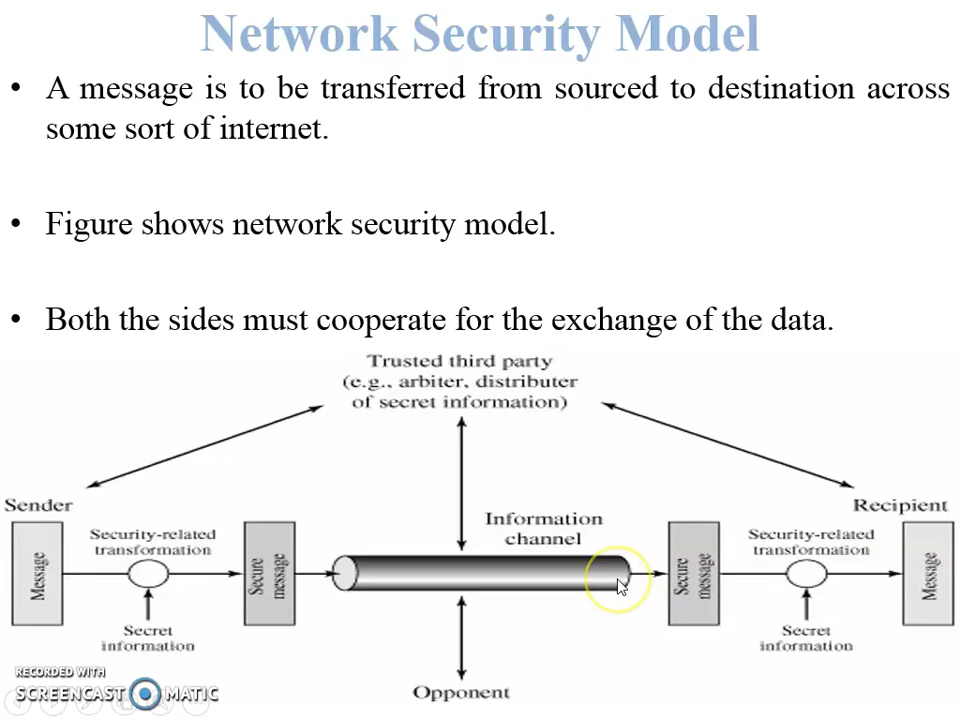 Network Security Model
• A message is to be transferred from sourced to destination across
some sort of internet.
• Figure shows network security model.
• Both the sides must cooperate for the exchange of the data.
Trusted third party
(e.g., arbiter, distributer
of secret information)
Sender
Recipient
Information
channel
Security-related
transformation
Security-related
transformation
Message
Secure
message
Secure
message
Message
Secret
information
Secret
information
Opponent
RECORDED WITH
SCREENCAST MATIC